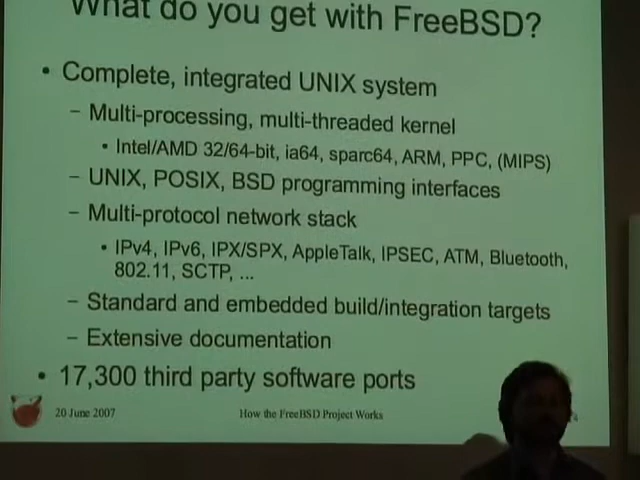 What do you get with FreeBSD?
• Complete, integrated UNIX system
– Multi-processing, multi-threaded kernel
• Intel/AMD 32/64-bit, ia64, sparc64, ARM, PPC, (MIPS)
– UNIX, POSIX, BSD programming interfaces
– Multi-protocol network stack
• IPv4, IPv6, IPX/SPX, AppleTalk, IPSEC, ATM, Bluetooth,
802.11, SCTP, ...
– Standard and embedded build/integration targets
– Extensive documentation
• 17,300 third party software ports
20 June 2007 How the FreeBSD Project Works